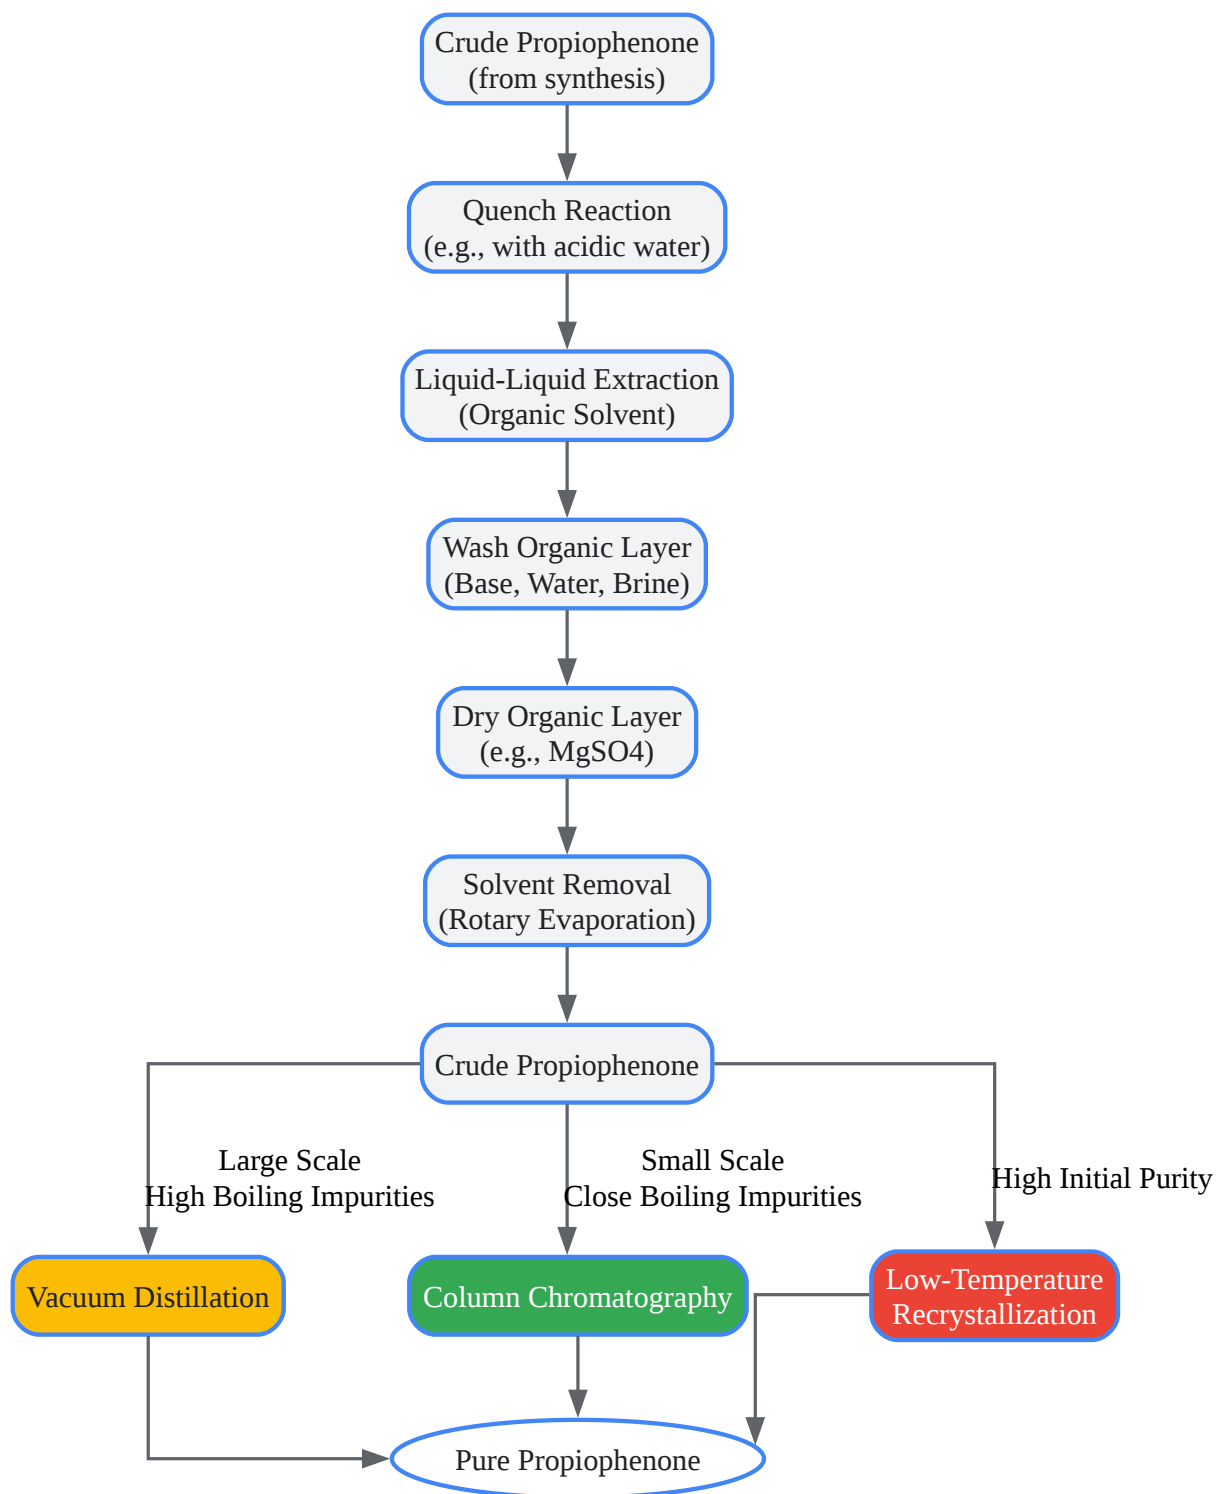 Crude Propiophenone
(from synthesis)
Quench Reaction
(e.g., with acidic water)
Liquid-Liquid Extraction
(Organic Solvent)
Wash Organic Layer
(Base, Water, Brine)
Dry Organic Layer
(e.g., MgSO4)
Solvent Removal
(Rotary Evaporation)
Crude Propiophenone
Large Scale
High Boiling Impurities
Small Scale
Close Boiling Impurities
High Initial Purity
Vacuum Distillation
Column Chromatography
Low-Temperature
Recrystallization
Pure Propiophenone